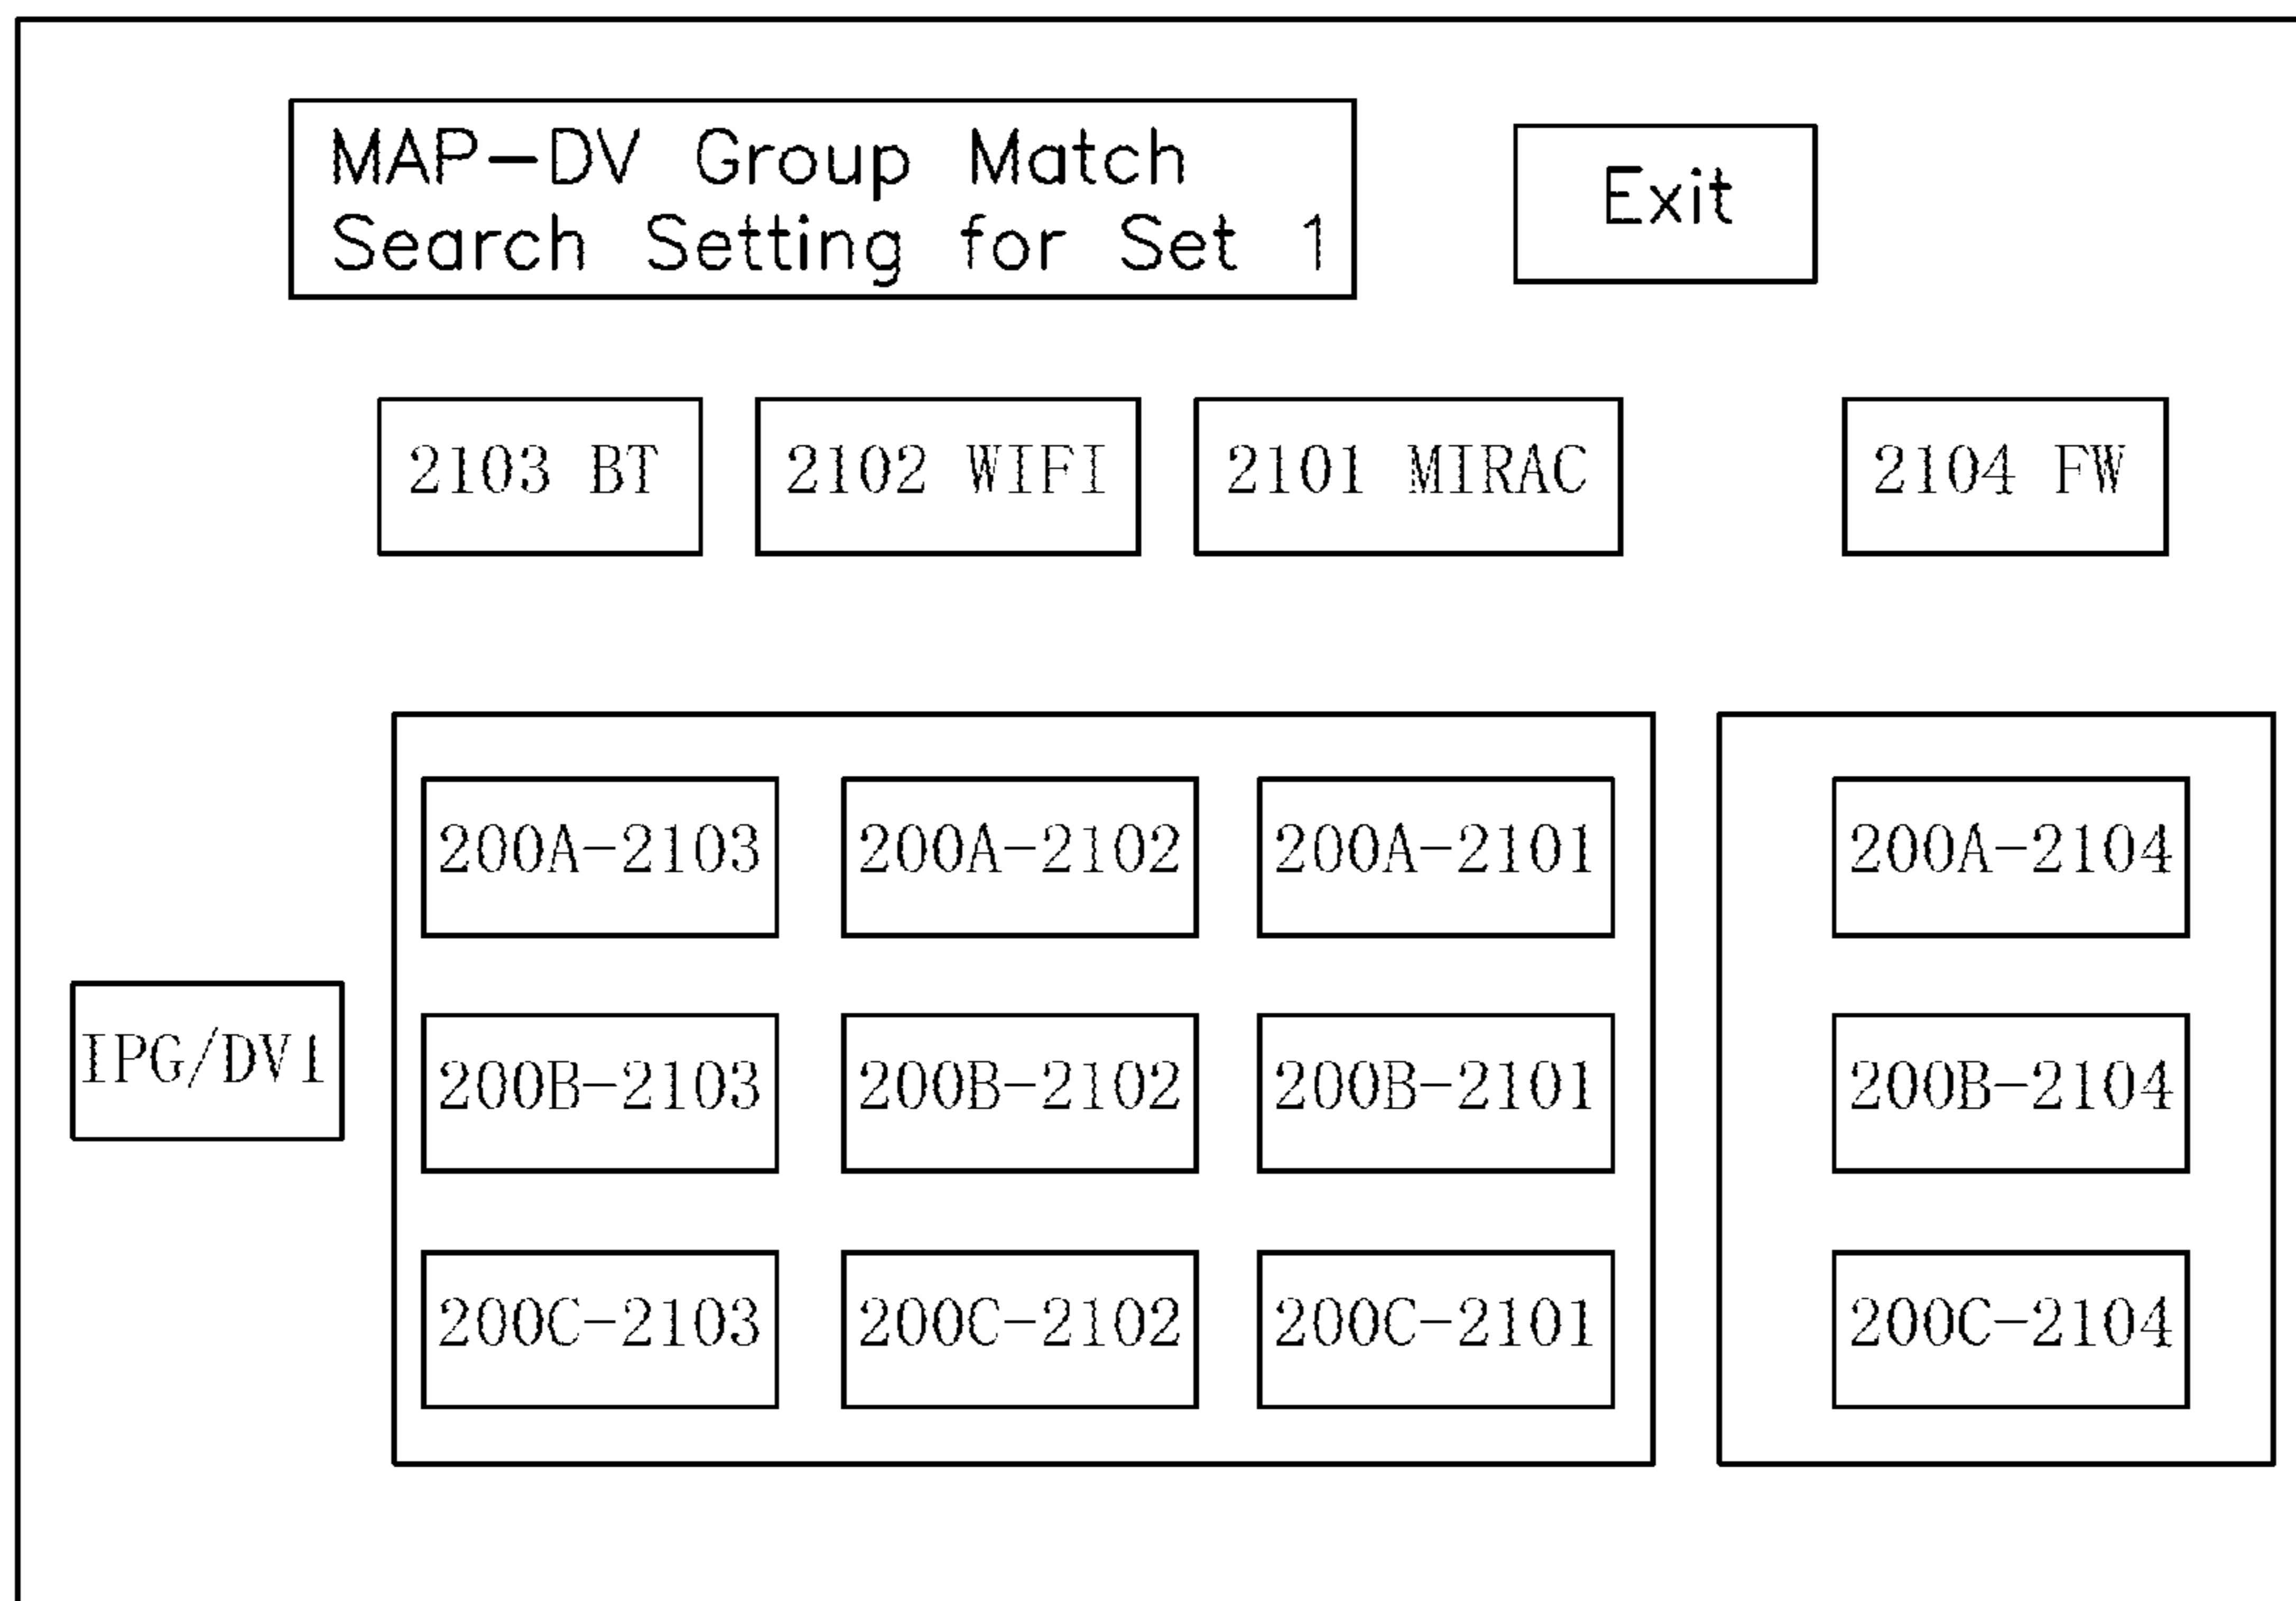 MAP-DV Group Match
Search Setting for Set 1
Exit
2103 BT
2102 WIFI
2101 MIRAC
2104 FW
200A-2103
200A-2102
200A-2101
200A-2104
IPG/DV1
200B-2103
200B-2102
200B-2101
200B-2104
200C-2103
200C-2102
200C-2101
200C-2104